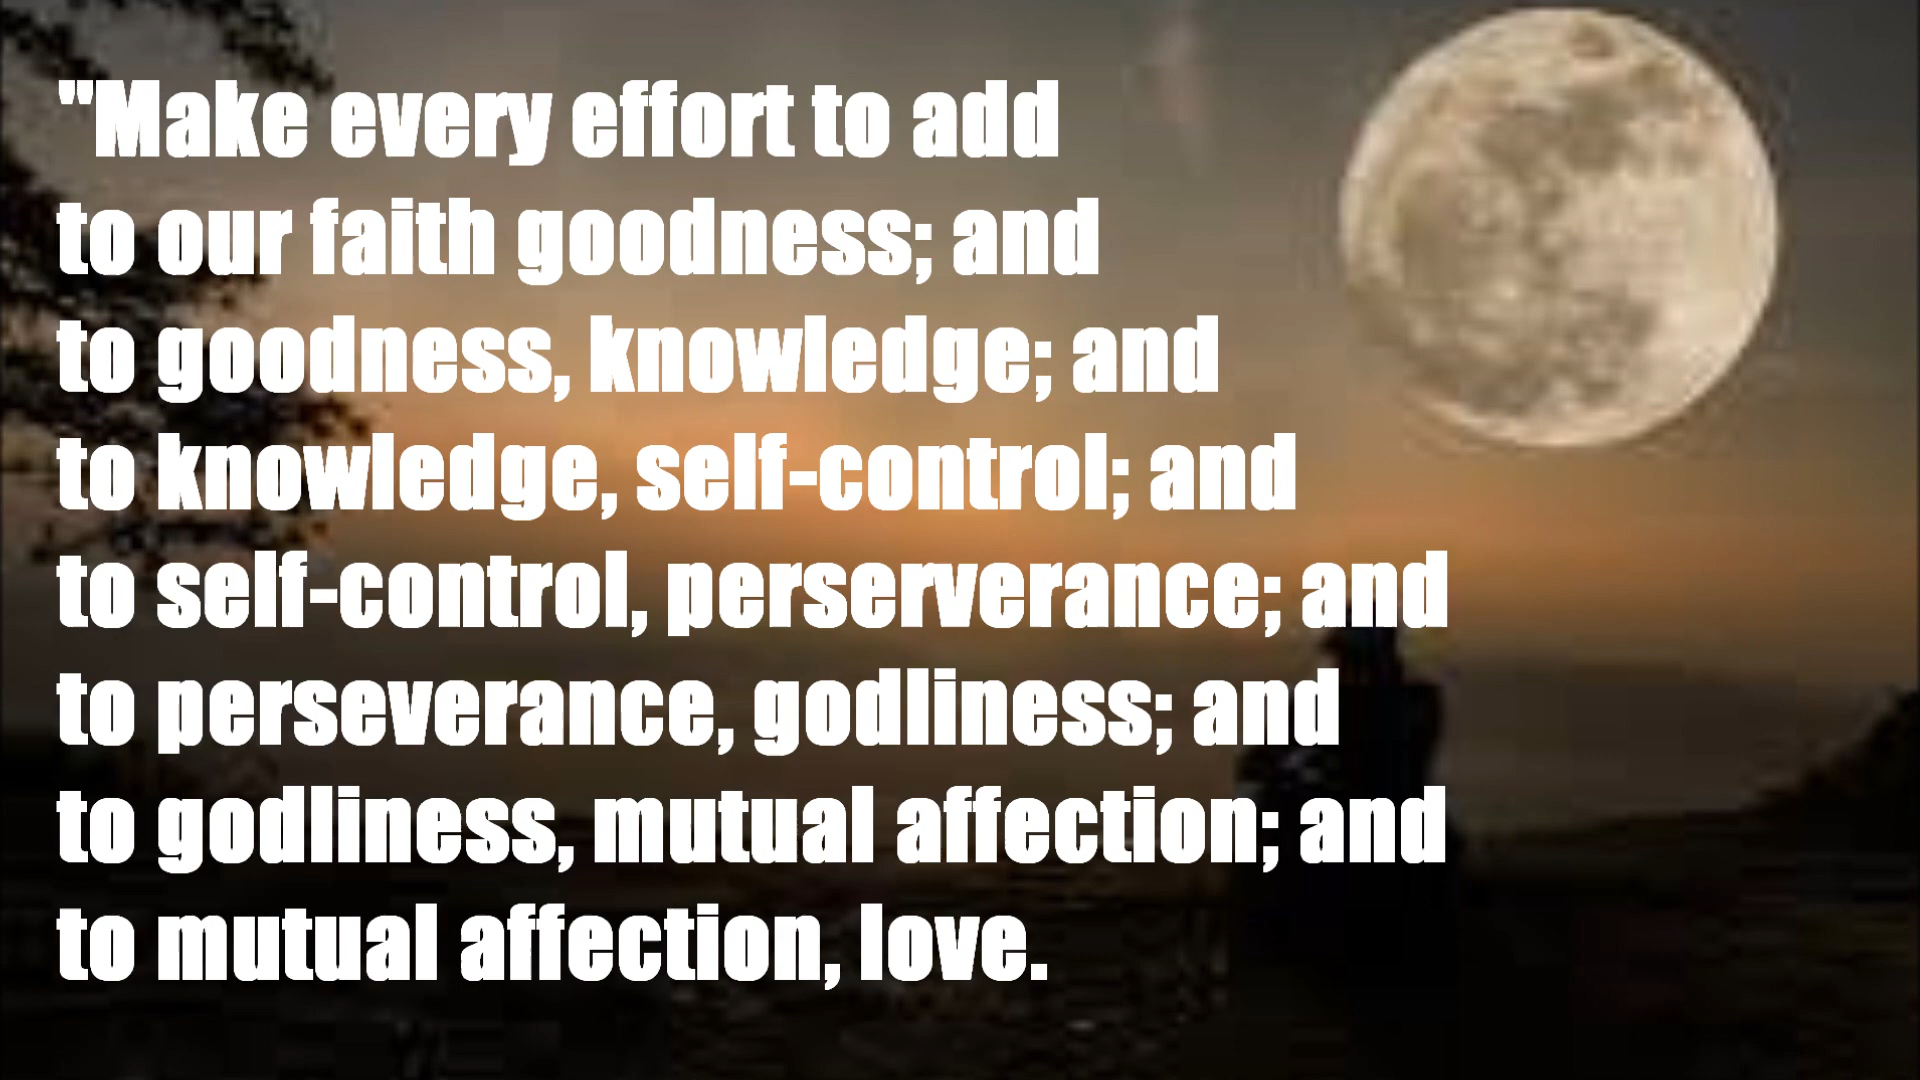 "Make every effort to add
to our faith goodness; and
to goodness, knowledge; and
to knowledge, self-control; and
to self-control, perserverance; and
to perseverance, godliness; and
to godliness, mutual affection; and
to mutual affection, love.